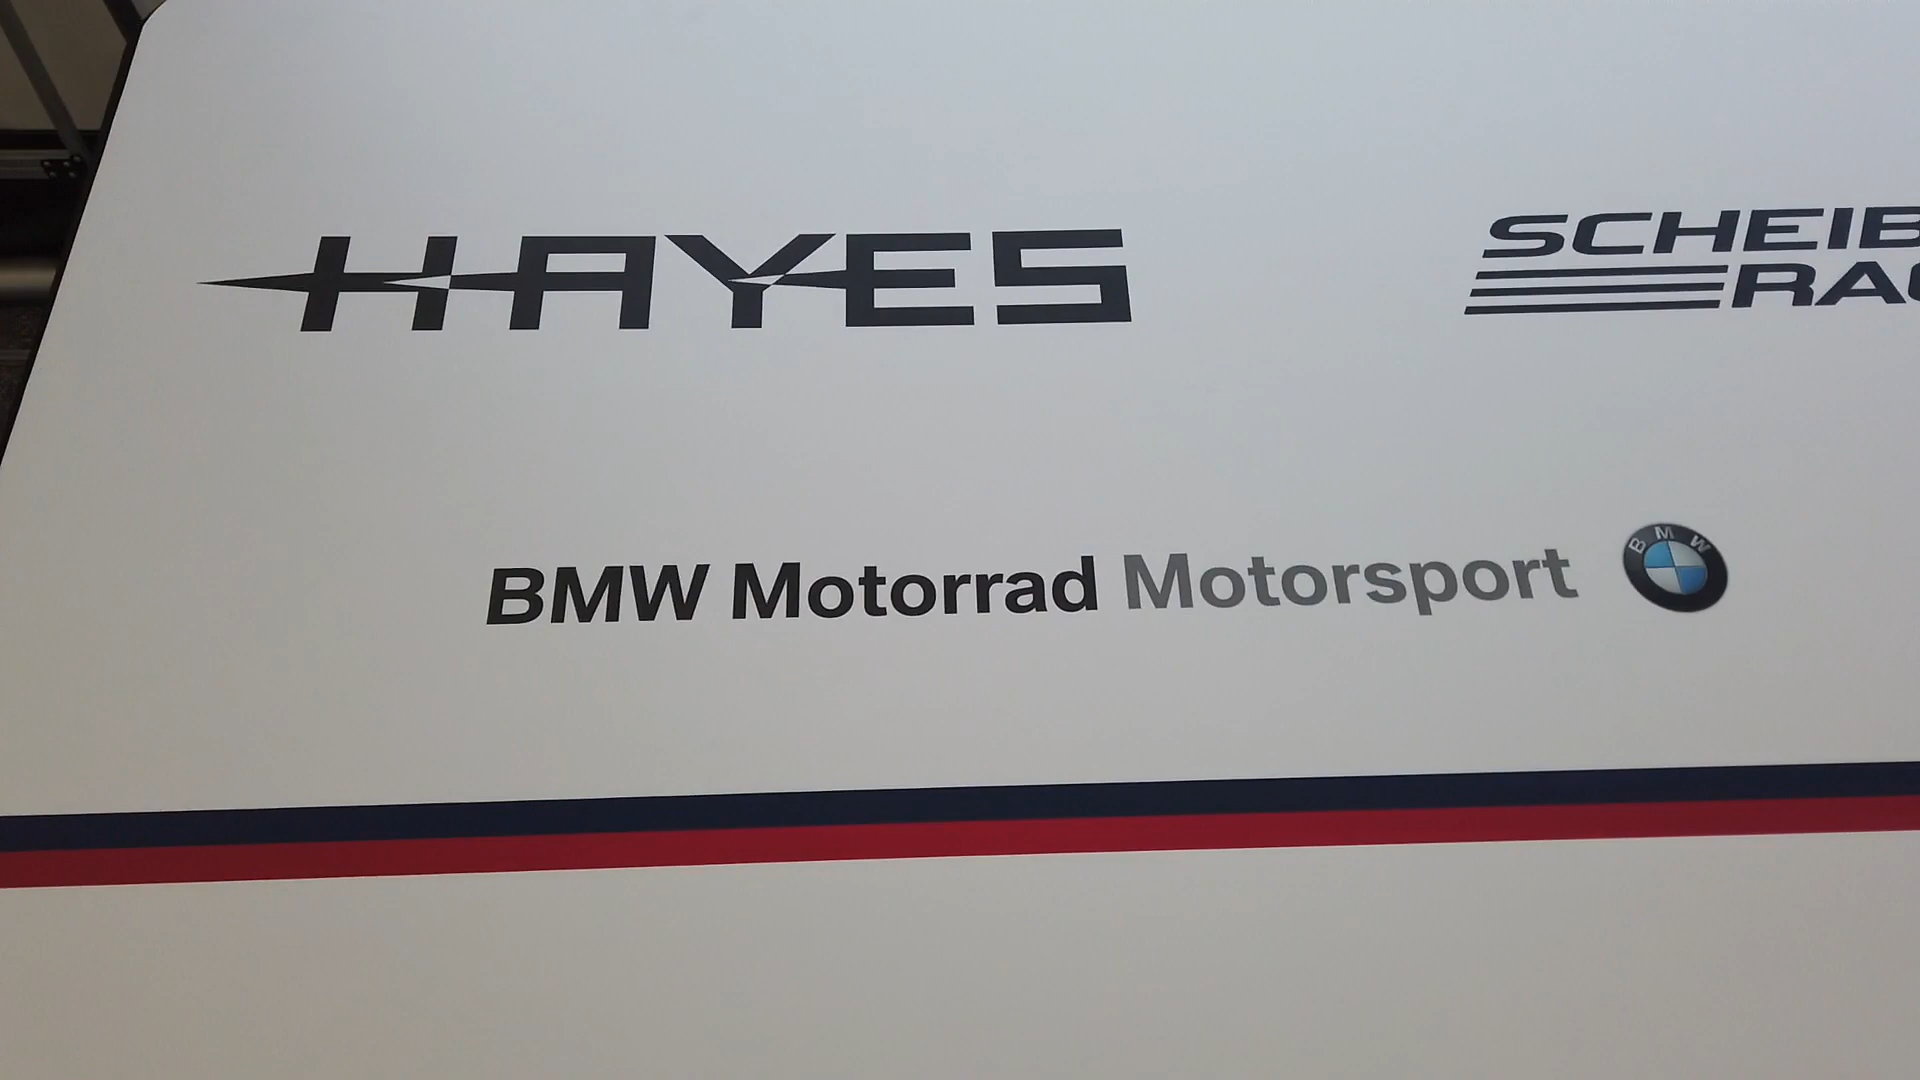 HAYES
SCHEIB
RAC
BMW Motorrad Motorsport
BMW